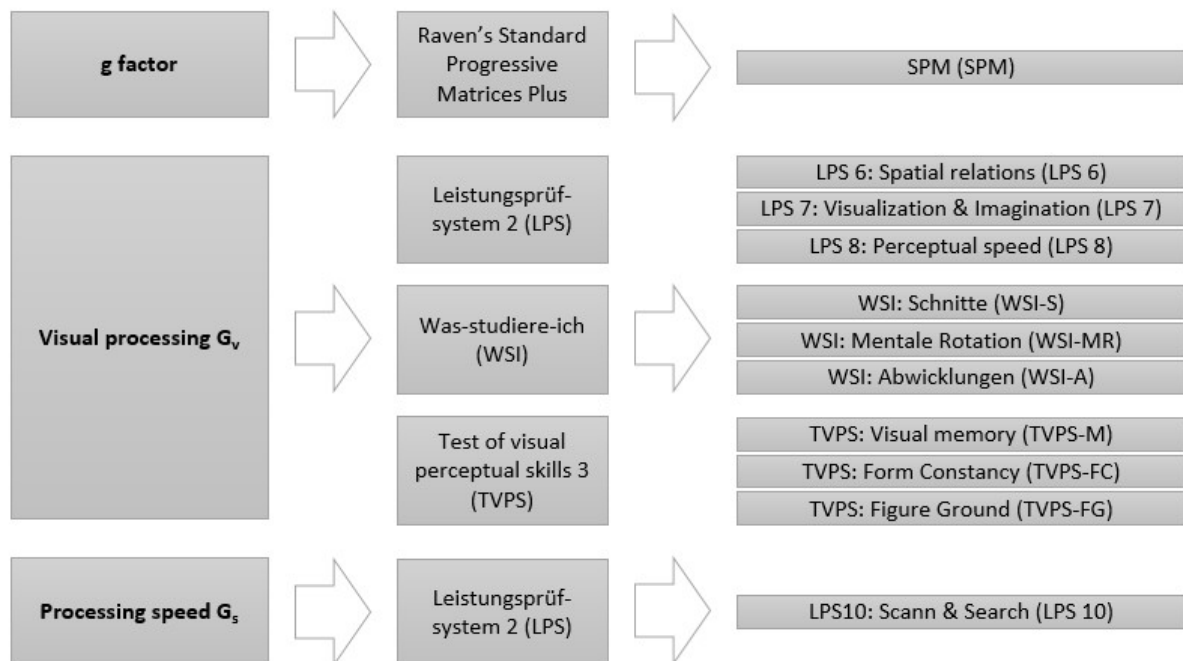 g factor
Raven's Standard
Progressive
Matrices Plus
SPM (SPM)
Visual processing Gv
Leistungsprüf-
system 2 (LPS)
LPS 6: Spatial relations (LPS 6)
LPS 7: Visualization & Imagination (LPS 7)
LPS 8: Perceptual speed (LPS 8)
Was-studiere-ich
(WSI)
WSI: Schnitte (WSI-S)
WSI: Mentale Rotation (WSI-MR)
WSI: Abwicklungen (WSI-A)
Test of visual
perceptual skills 3
(TVPS)
TVPS: Visual memory (TVPS-M)
TVPS: Form Constancy (TVPS-FC)
TVPS: Figure Ground (TVPS-FG)
Processing speed Gs
Leistungsprüf-
system 2 (LPS)
LPS10: Scann & Search (LPS 10)